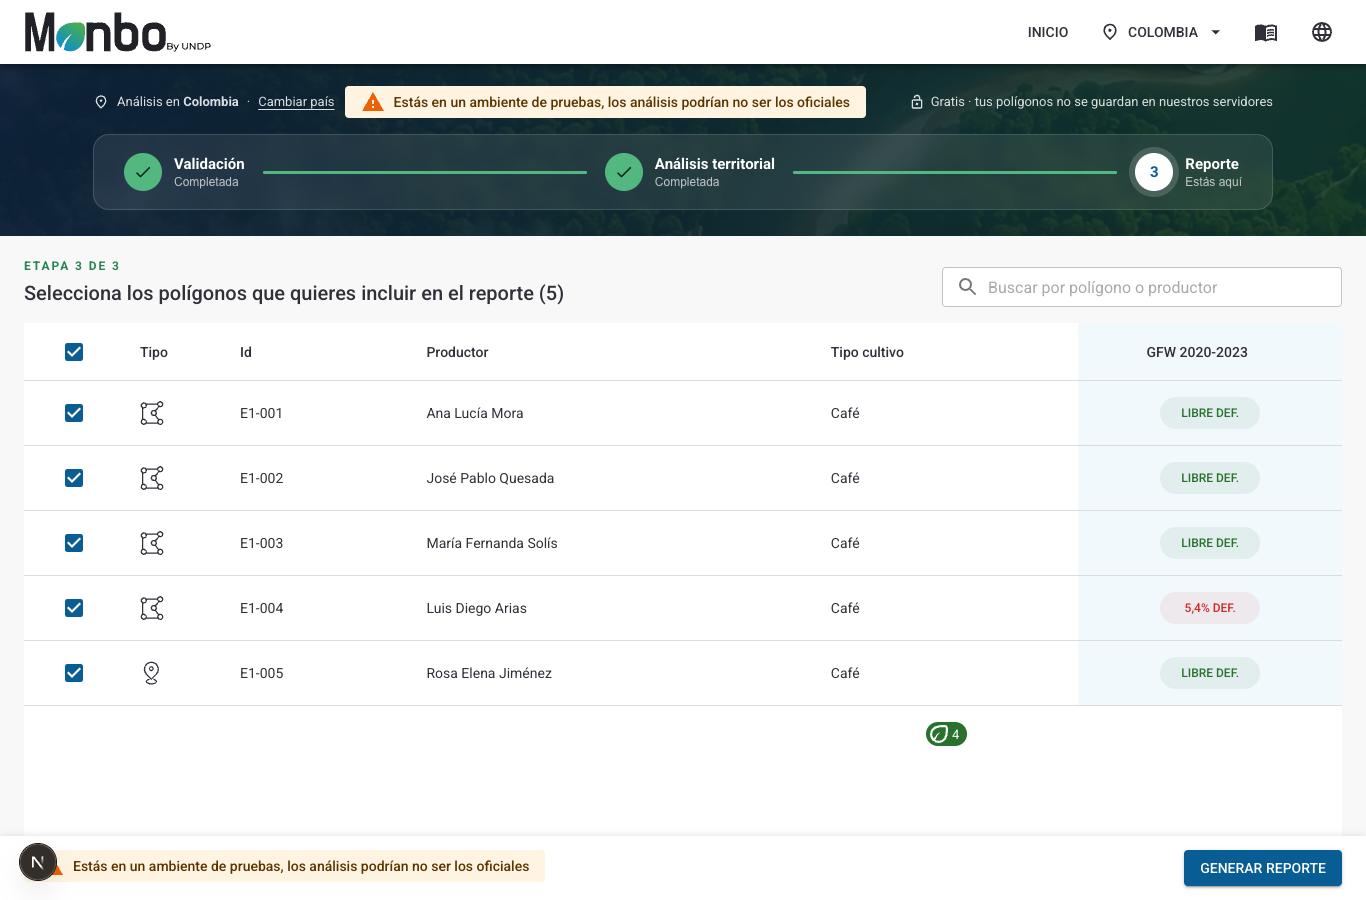 Monbo By UNDP
INICIO
COLOMBIA
Análisis en Colombia · Cambiar país
Estás en un ambiente de pruebas, los análisis podrían no ser los oficiales
Gratis · tus polígonos no se guardan en nuestros servidores
Validación
Completada
Análisis territorial
Completada
3
Reporte
Estás aquí
ETAPA 3 DE 3
Selecciona los polígonos que quieres incluir en el reporte (5)
Buscar por polígono o productor
Tipo Id Productor Tipo cultivo GFW 2020-2023
E1-001 Ana Lucía Mora Café LIBRE DEF.
E1-002 José Pablo Quesada Café LIBRE DEF.
E1-003 María Fernanda Solís Café LIBRE DEF.
E1-004 Luis Diego Arias Café 5,4% DEF.
E1-005 Rosa Elena Jiménez Café LIBRE DEF.
4
N
Estás en un ambiente de pruebas, los análisis podrían no ser los oficiales
GENERAR REPORTE